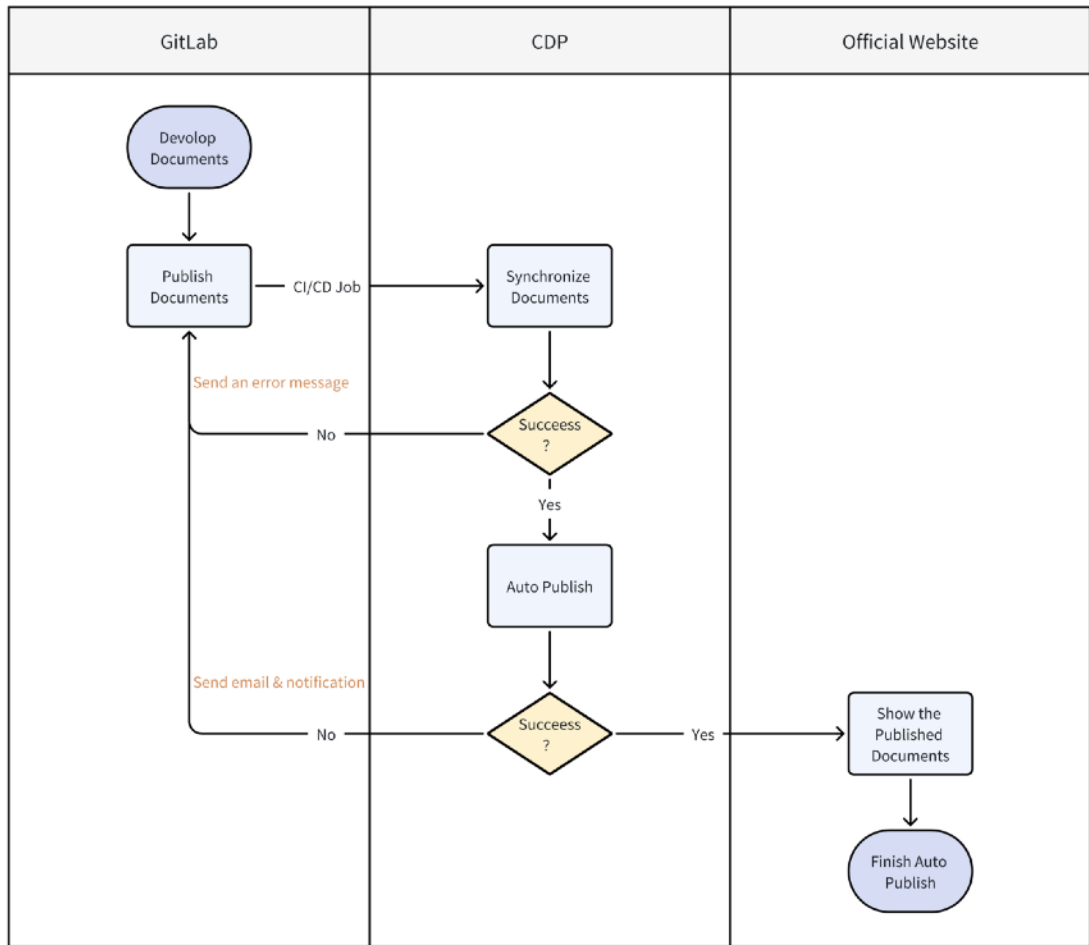 GitLab
CDP
Official Website
Devolop
Documents
Publish
Documents
CI/CD Job
Synchronize
Documents
Send an error message
No
Succeess
?
Yes
Auto Publish
Send email & notification
No
Succeess
?
Yes
Show the
Published
Documents
Finish Auto
Publish